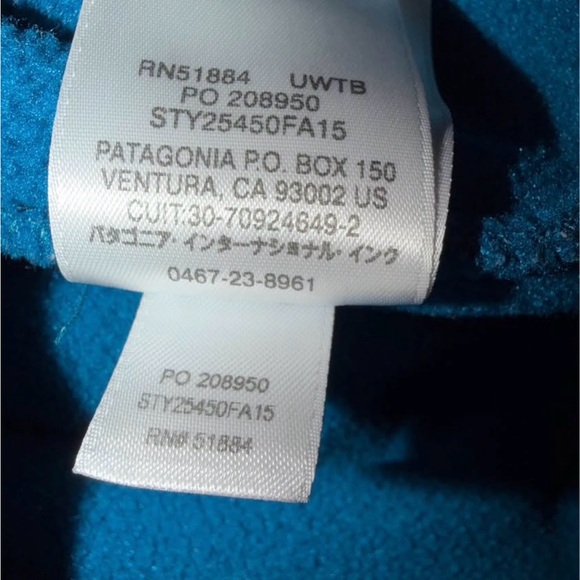 RN51884 UWTB
PO 208950
STY25450FA15
PATAGONIA P.O. BOX 150
VENTURA, CA 93002 US
CUIT:30-70924649-2
パタゴニア・インターナショナル・インク
0467-23-8961
PO 208950
STY25450FA15
RN# 51884